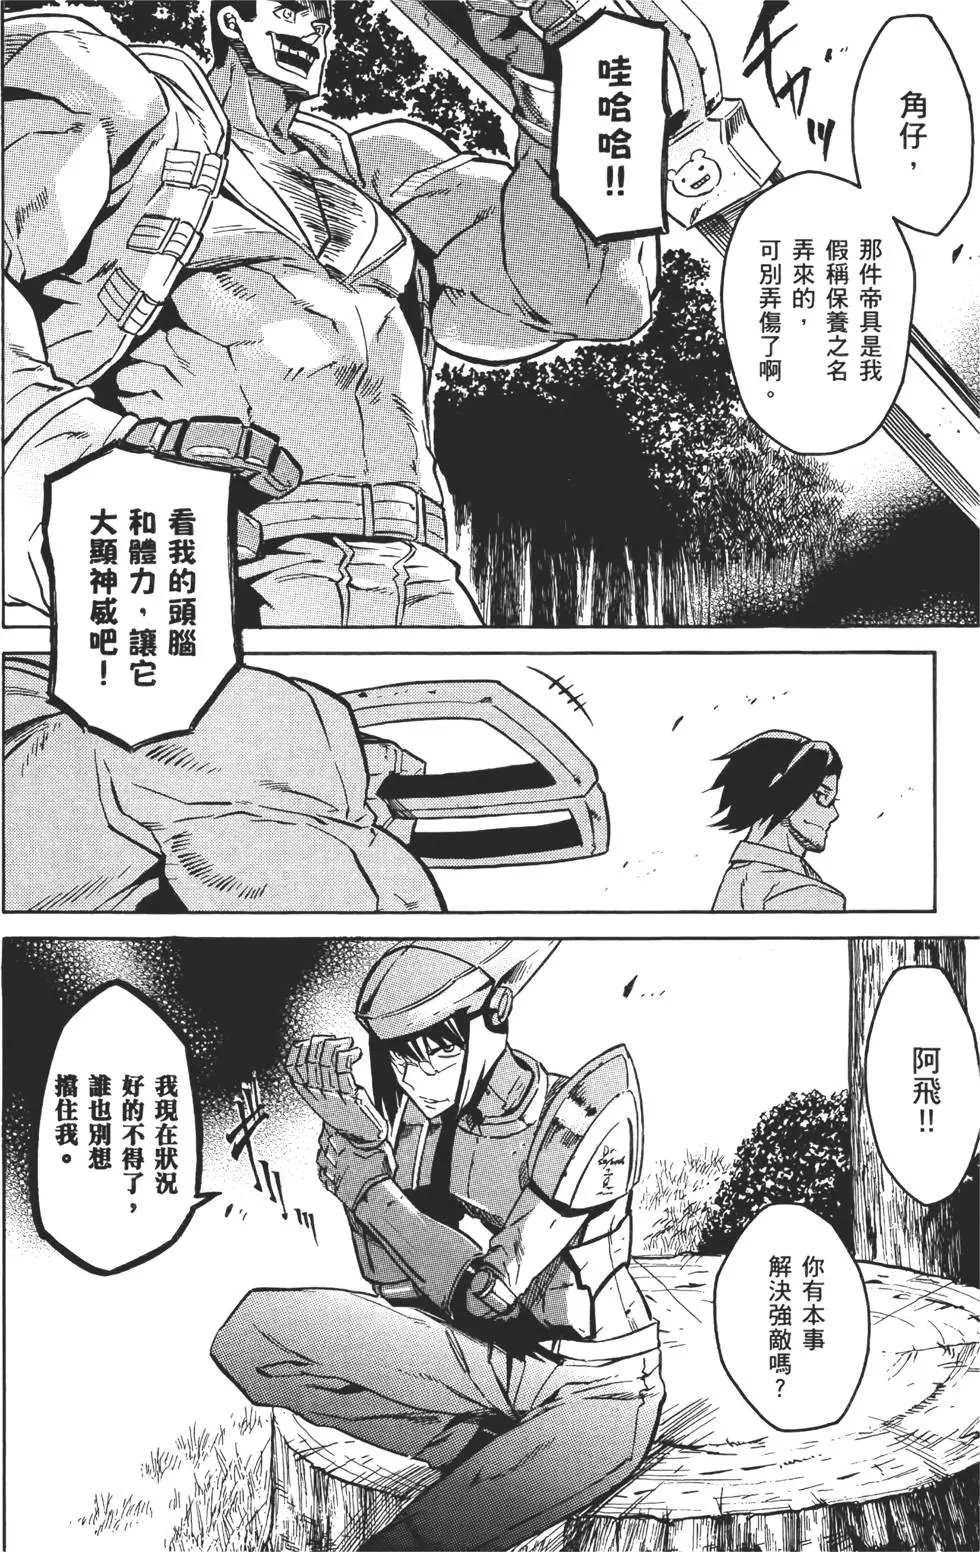 角仔，
那件帝具是我
假稱保養之名
弄來的，
可別弄傷了啊。
哇哈哈!!
看我的頭腦
和體力，讓它
大顯神威吧！
阿飛!!
你有本事
解決強敵嗎？
我現在狀況
好的不得了，
誰也別想
擋住我。